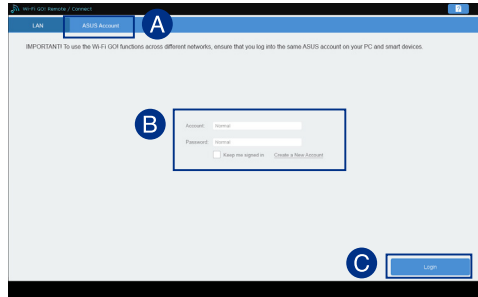 Wi-Fi GO! Remote / Connect
?
LAN
ASUS Account
A
IMPORTANT! To use the Wi-Fi GO! functions across different networks, ensure that you log into the same ASUS account on your PC and smart devices.
B
Account: Normal
Password: Normal
Keep me signed in Create a New Account
C
Login